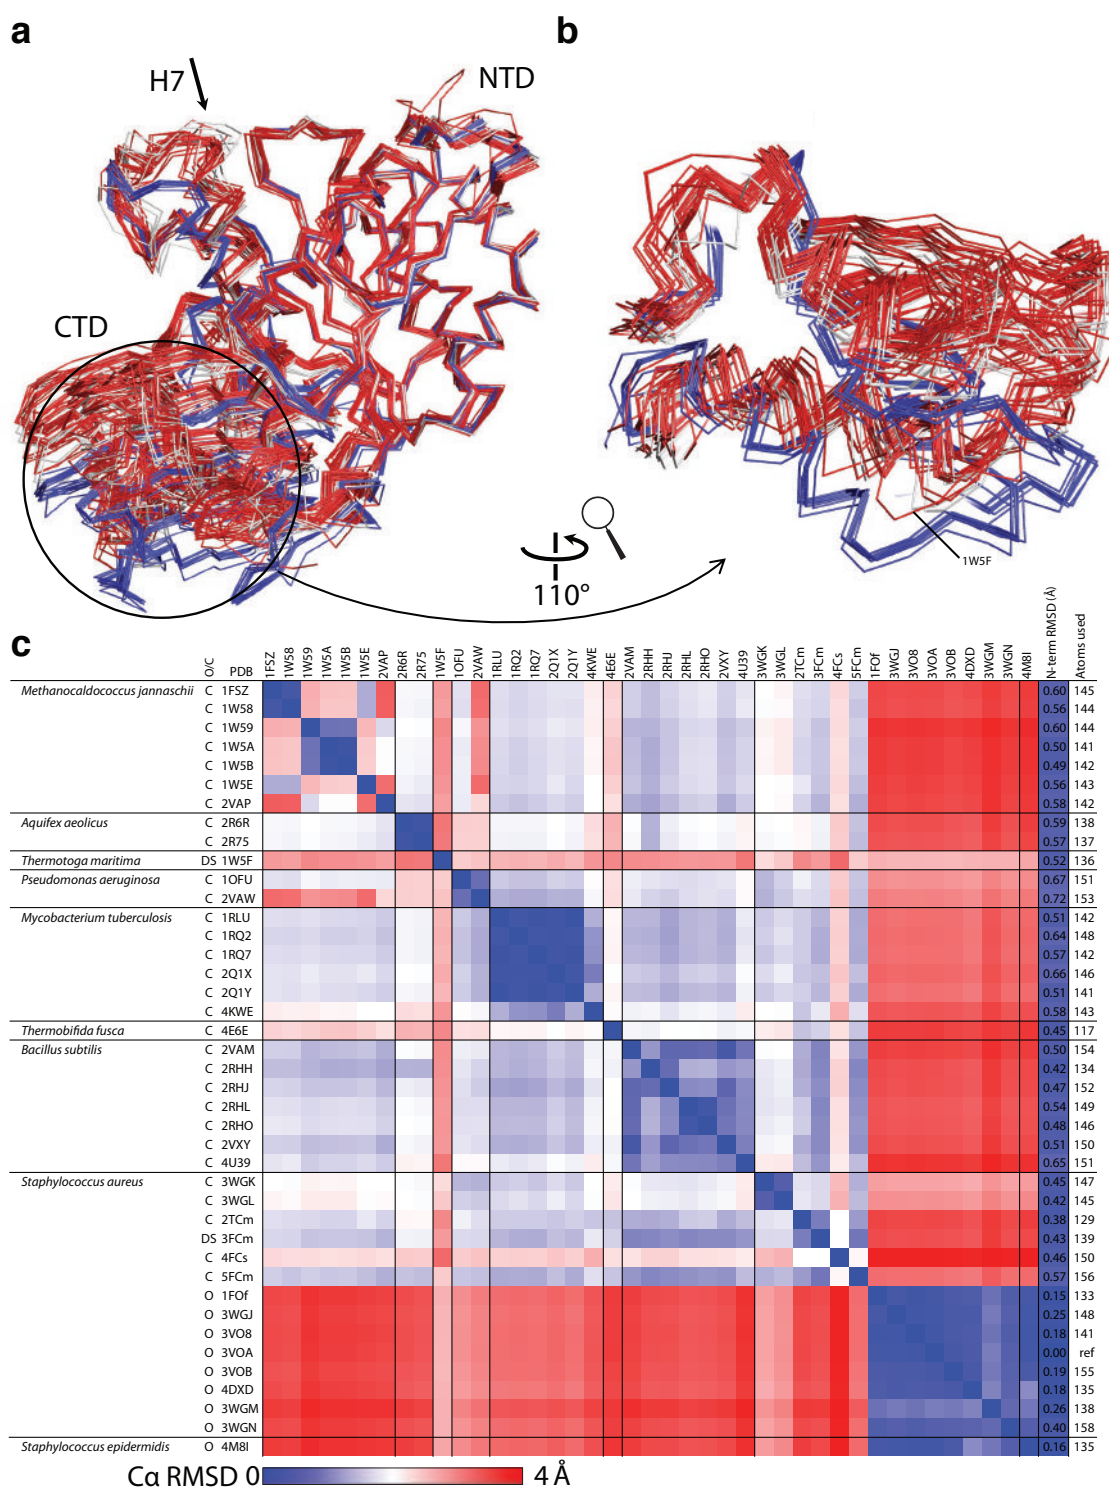 a
b
H7
NTD
CTD
110°
1W5F
c
O/C PDB 1FSZ 1W58 1W59 1W5A 1W5B 1W5E 2VAP 2R6R 2R75 1W5F 1OFU 2VAW 1RLU 1RQ2 1RQ7 2Q1X 2Q1Y 4KWE 4E6E 2VAM 2RHH 2RHJ 2RHL 2RHO 2VXY 4U39 3WGK 3WGL 2TCm 3FCm 4FCs 5FCm 1FOf 3WGJ 3VO8 3VOA 3VOB 4DXD 3WGM 3WGN 4M8I N-term RMSD (Å) Atoms used
Methanocaldococcus jannaschii C 1FSZ 0.60 145
C 1W58 0.56 144
C 1W59 0.60 144
C 1W5A 0.50 141
C 1W5B 0.49 142
C 1W5E 0.56 143
C 2VAP 0.58 142
Aquifex aeolicus C 2R6R 0.59 138
C 2R75 0.57 137
Thermotoga maritima DS 1W5F 0.52 136
Pseudomonas aeruginosa C 1OFU 0.67 151
C 2VAW 0.72 153
Mycobacterium tuberculosis C 1RLU 0.51 142
C 1RQ2 0.64 148
C 1RQ7 0.57 142
C 2Q1X 0.66 146
C 2Q1Y 0.51 141
C 4KWE 0.58 143
Thermobifida fusca C 4E6E 0.45 117
Bacillus subtilis C 2VAM 0.50 154
C 2RHH 0.42 134
C 2RHJ 0.47 152
C 2RHL 0.54 149
C 2RHO 0.48 146
C 2VXY 0.51 150
C 4U39 0.65 151
Staphylococcus aureus C 3WGK 0.45 147
C 3WGL 0.42 145
C 2TCm 0.38 129
DS 3FCm 0.43 139
C 4FCs 0.46 150
C 5FCm 0.57 156
O 1FOf 0.15 133
O 3WGJ 0.25 148
O 3VO8 0.18 141
O 3VOA 0.00 ref
O 3VOB 0.19 155
O 4DXD 0.18 135
O 3WGM 0.26 138
O 3WGN 0.40 158
Staphylococcus epidermidis O 4M8I 0.16 135
Cα RMSD 0 4 Å